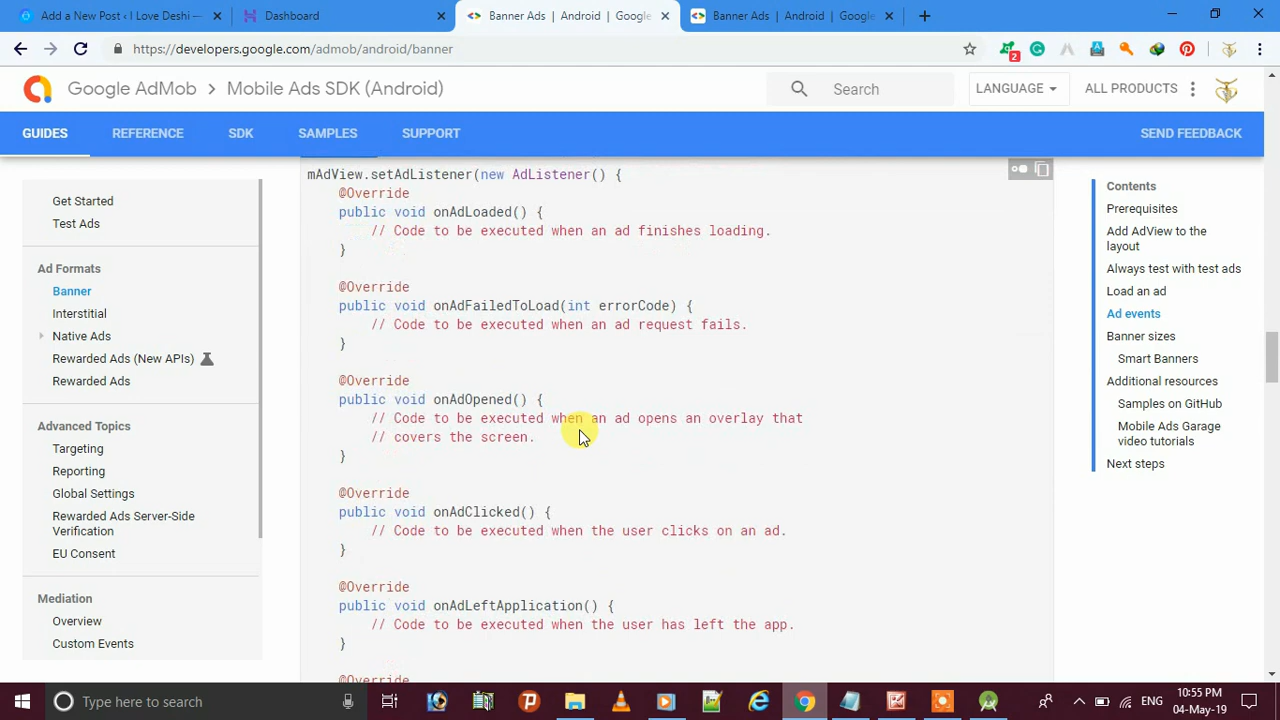 Add a New Post ‹ I Love Deshi —
Dashboard
Banner Ads | Android | Google
Banner Ads | Android | Google
https://developers.google.com/admob/android/banner
2
Google AdMob > Mobile Ads SDK (Android)
Search
LANGUAGE
ALL PRODUCTS
GUIDES
REFERENCE
SDK
SAMPLES
SUPPORT
SEND FEEDBACK
Get Started
Test Ads
Ad Formats
Banner
Interstitial
Native Ads
Rewarded Ads (New APIs)
Rewarded Ads
Advanced Topics
Targeting
Reporting
Global Settings
Rewarded Ads Server-Side
Verification
EU Consent
Mediation
Overview
Custom Events
mAdView.setAdListener(new AdListener() {
@Override
public void onAdLoaded() {
// Code to be executed when an ad finishes loading.
}
@Override
public void onAdFailedToLoad(int errorCode) {
// Code to be executed when an ad request fails.
}
@Override
public void onAdOpened() {
// Code to be executed when an ad opens an overlay that
// covers the screen.
}
@Override
public void onAdClicked() {
// Code to be executed when the user clicks on an ad.
}
@Override
public void onAdLeftApplication() {
// Code to be executed when the user has left the app.
}
@Override
Contents
Prerequisites
Add AdView to the
layout
Always test with test ads
Load an ad
Ad events
Banner sizes
Smart Banners
Additional resources
Samples on GitHub
Mobile Ads Garage
video tutorials
Next steps
Type here to search
ENG
10:55 PM
04-May-19